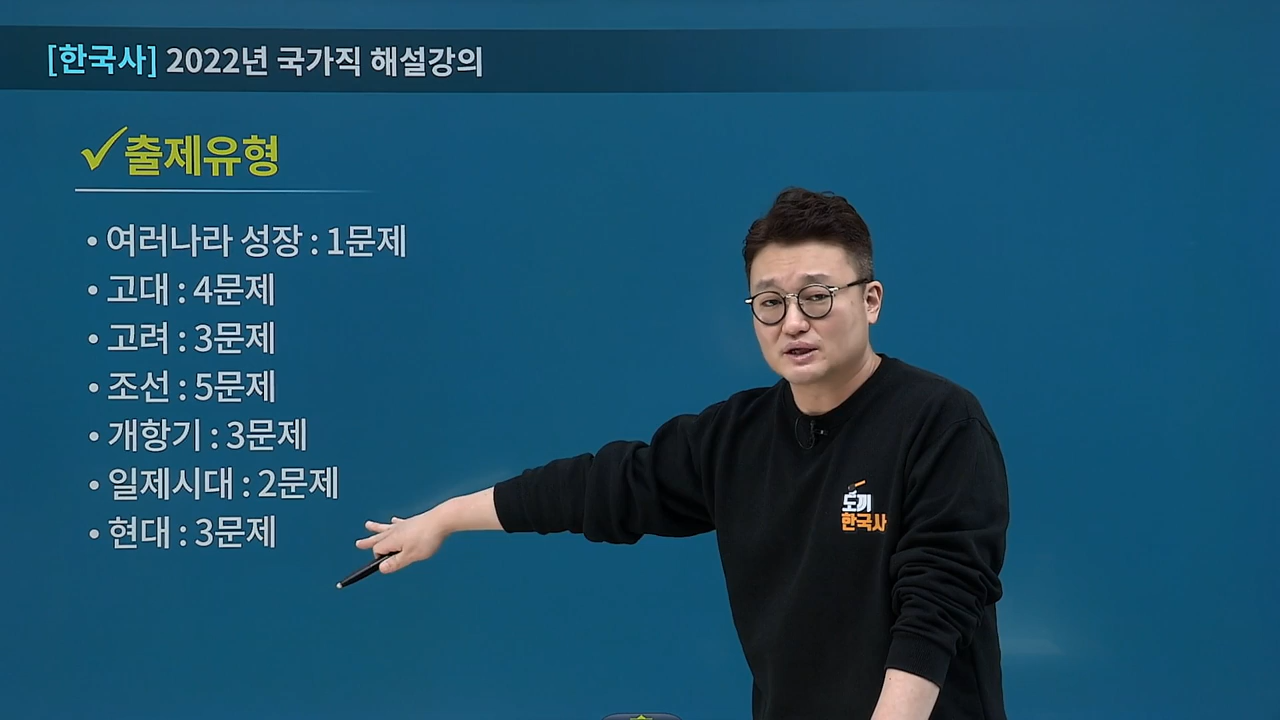 [한국사] 2022년 국가직 해설강의
출제유형
• 여러나라 성장 : 1문제
• 고대 : 4문제
• 고려 : 3문제
• 조선 : 5문제
• 개항기 : 3문제
• 일제시대 : 2문제
• 현대 : 3문제
도끼
한국사